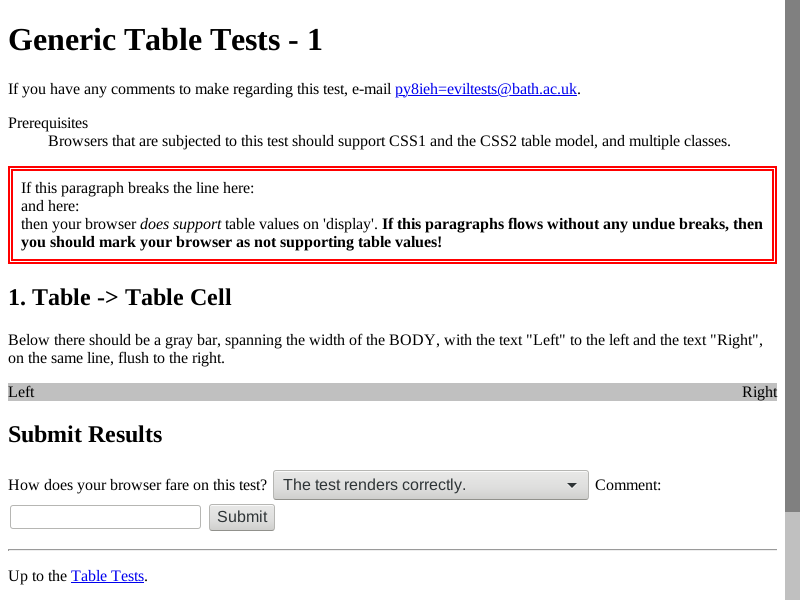 Generic Table Tests - 1
If you have any comments to make regarding this test, e-mail py8ieh=eviltests@bath.ac.uk.
Prerequisites
Browsers that are subjected to this test should support CSS1 and the CSS2 table model, and multiple classes.
If this paragraph breaks the line here:
and here:
then your browser does support table values on 'display'. If this paragraphs flows without any undue breaks, then
you should mark your browser as not supporting table values!
1. Table -> Table Cell
Below there should be a gray bar, spanning the width of the BODY, with the text "Left" to the left and the text "Right",
on the same line, flush to the right.
Left Right
Submit Results
How does your browser fare on this test? The test renders correctly. Comment:
Submit
Up to the Table Tests.